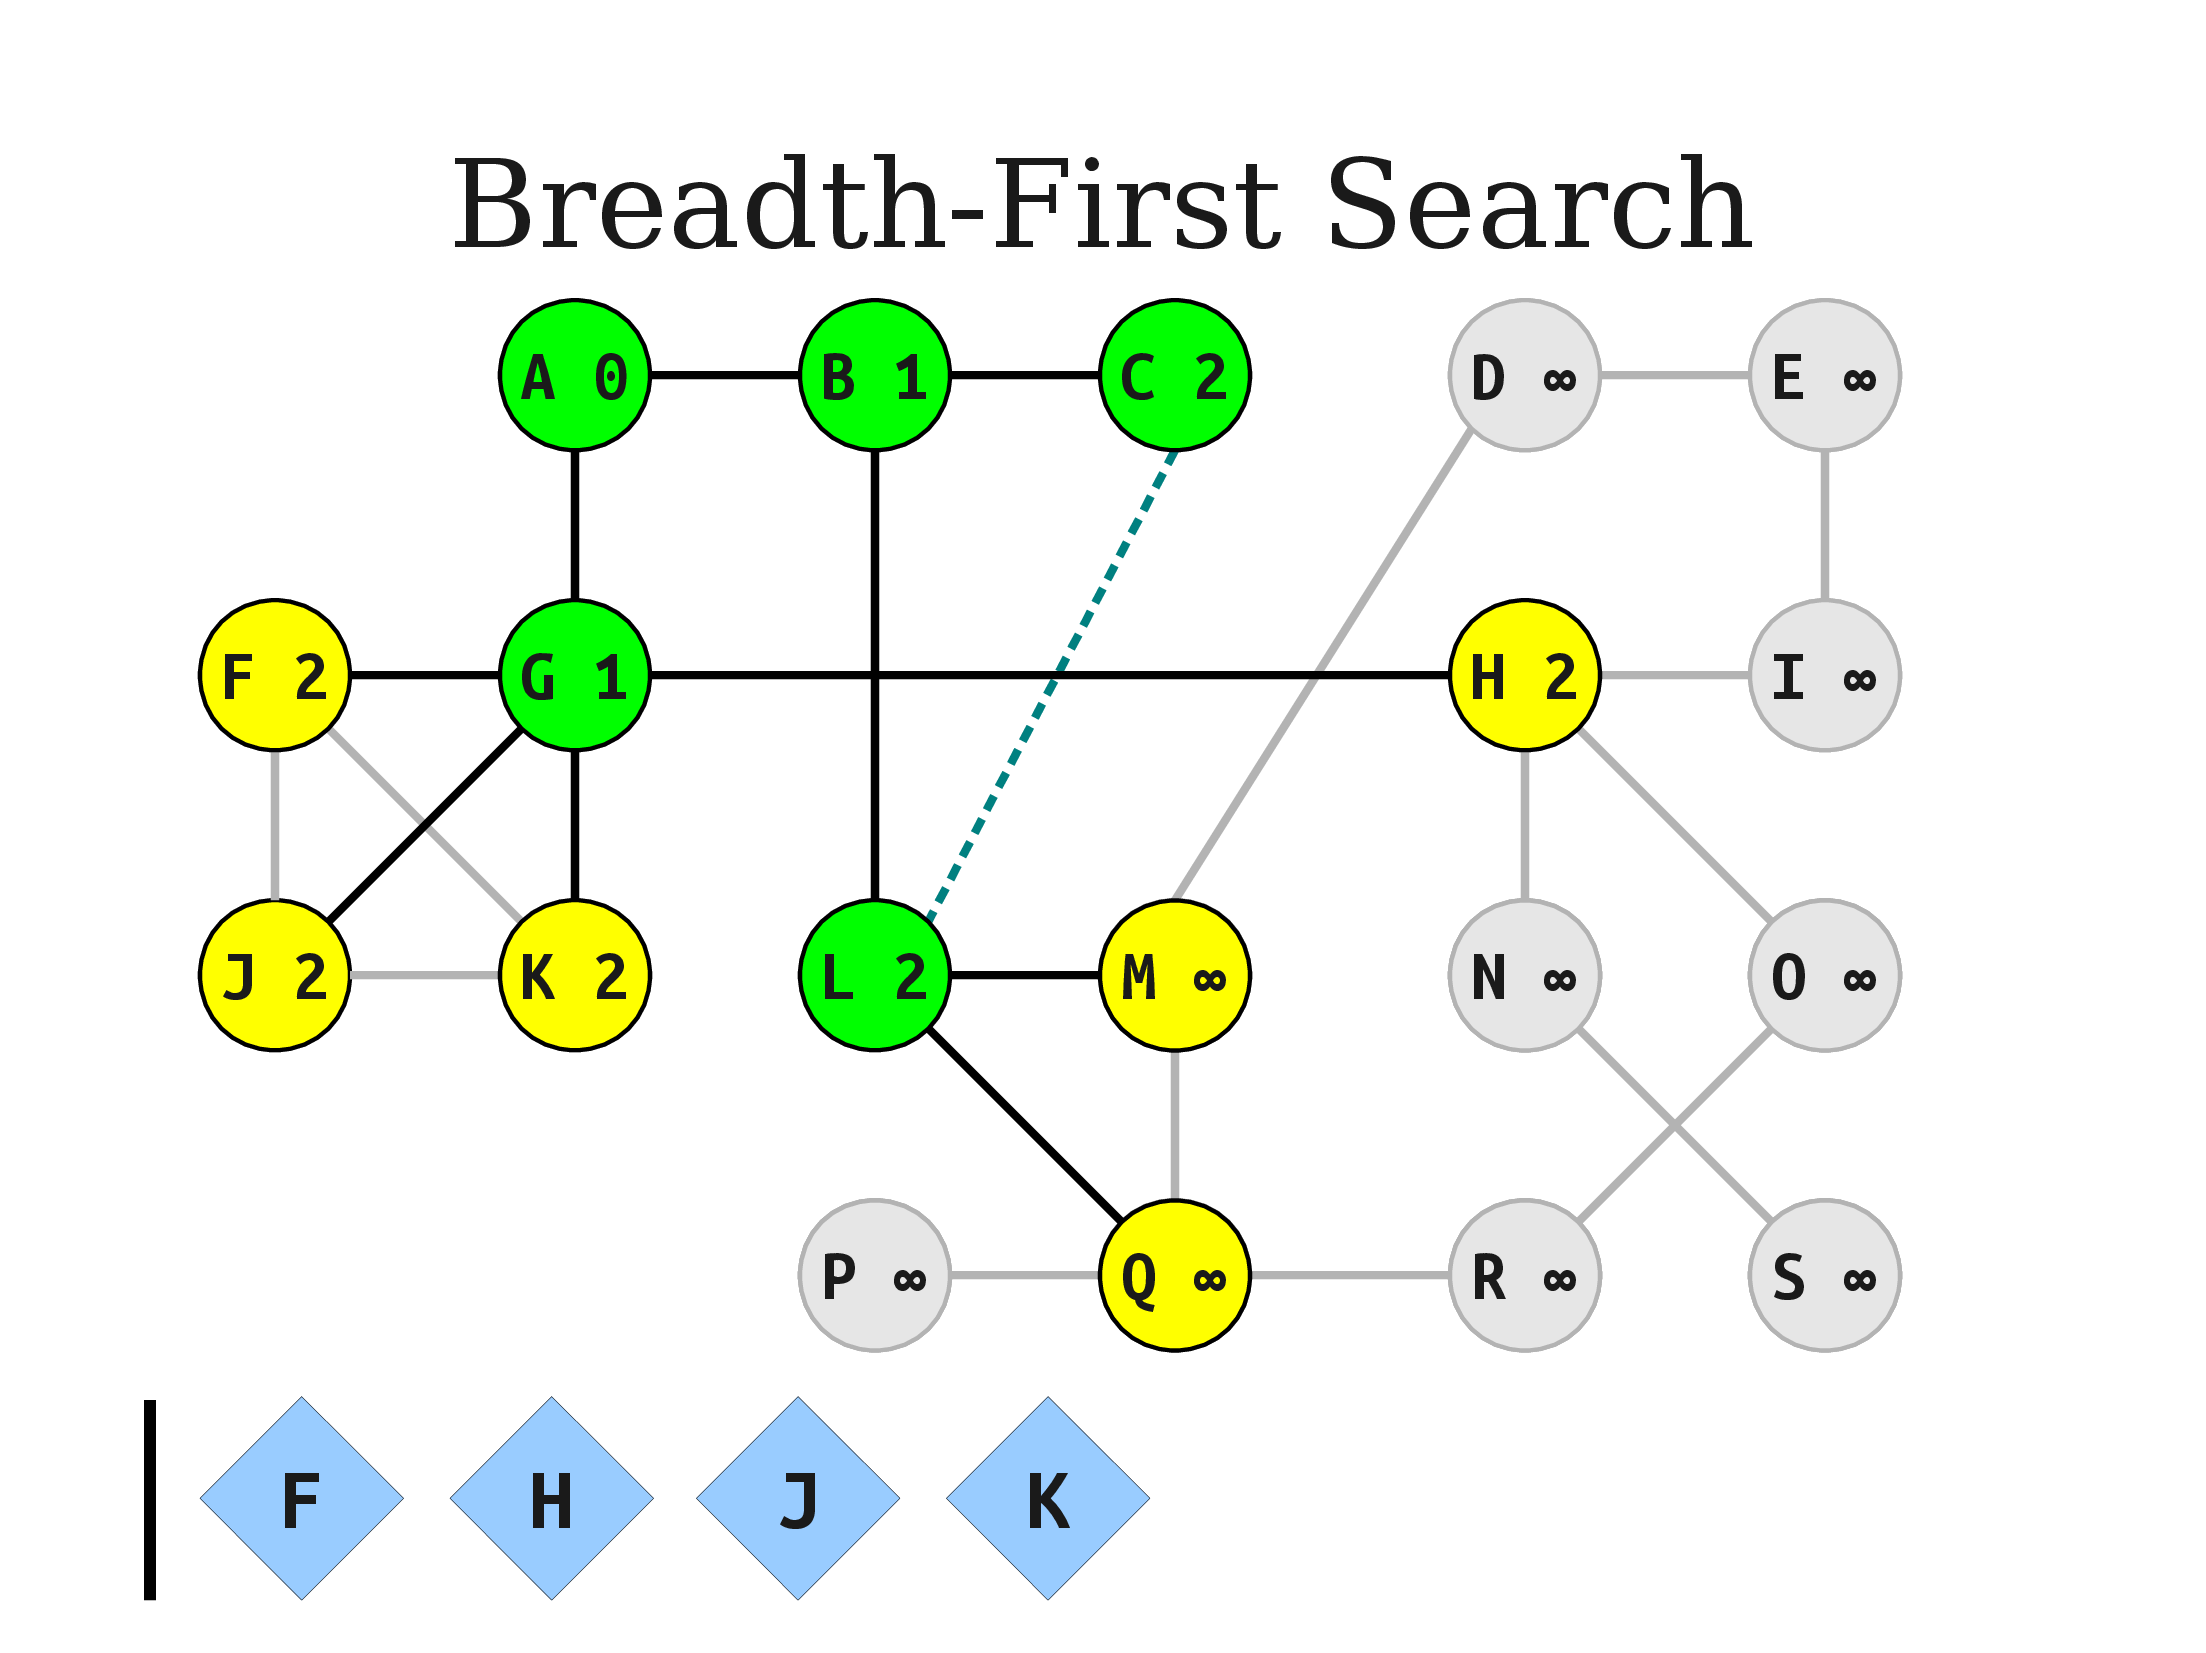 Breadth-First Search
A 0 B 1 C 2 D ∞ E ∞
F 2 G 1 H 2 I ∞
J 2 K 2 L 2 M ∞ N ∞ O ∞
P ∞ Q ∞ R ∞ S ∞
F H J K